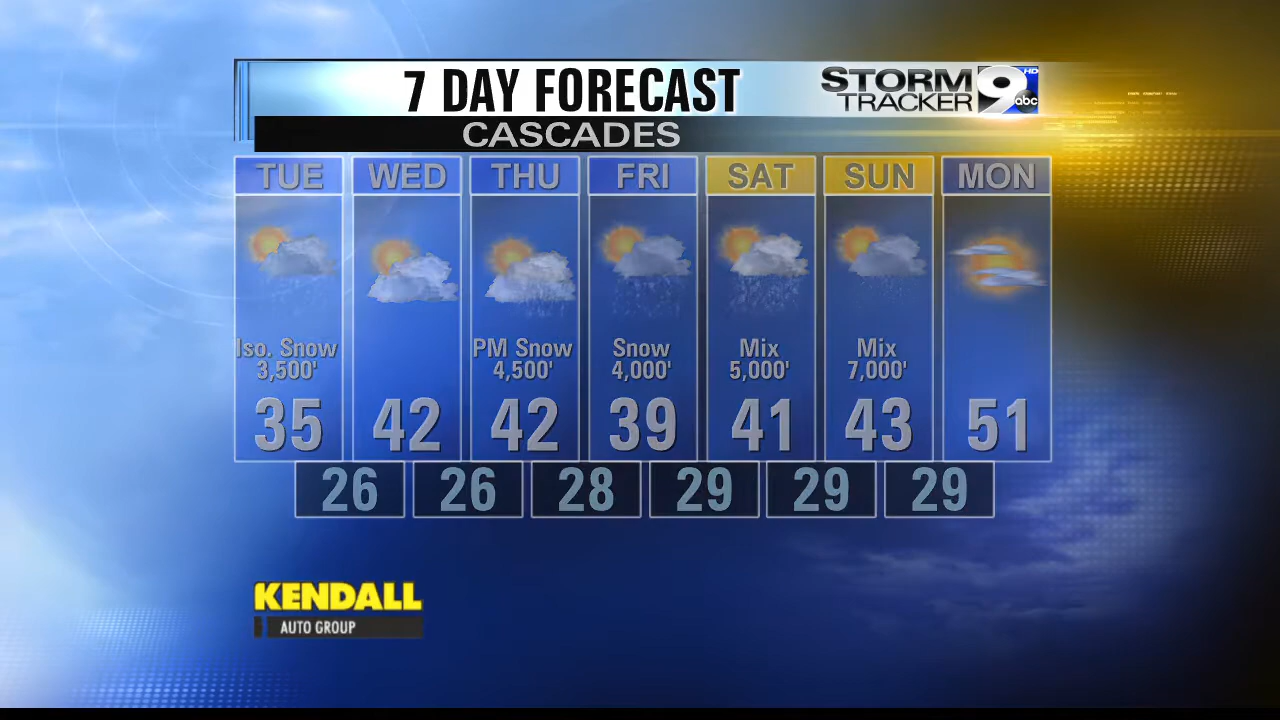 7 DAY FORECAST
STORM TRACKER 9 HD abc
CASCADES
TUE WED THU FRI SAT SUN MON
Iso. Snow PM Snow Snow Mix Mix
3,500' 4,500' 4,000' 5,000' 7,000'
35 42 42 39 41 43 51
26 26 28 29 29 29
KENDALL
AUTO GROUP